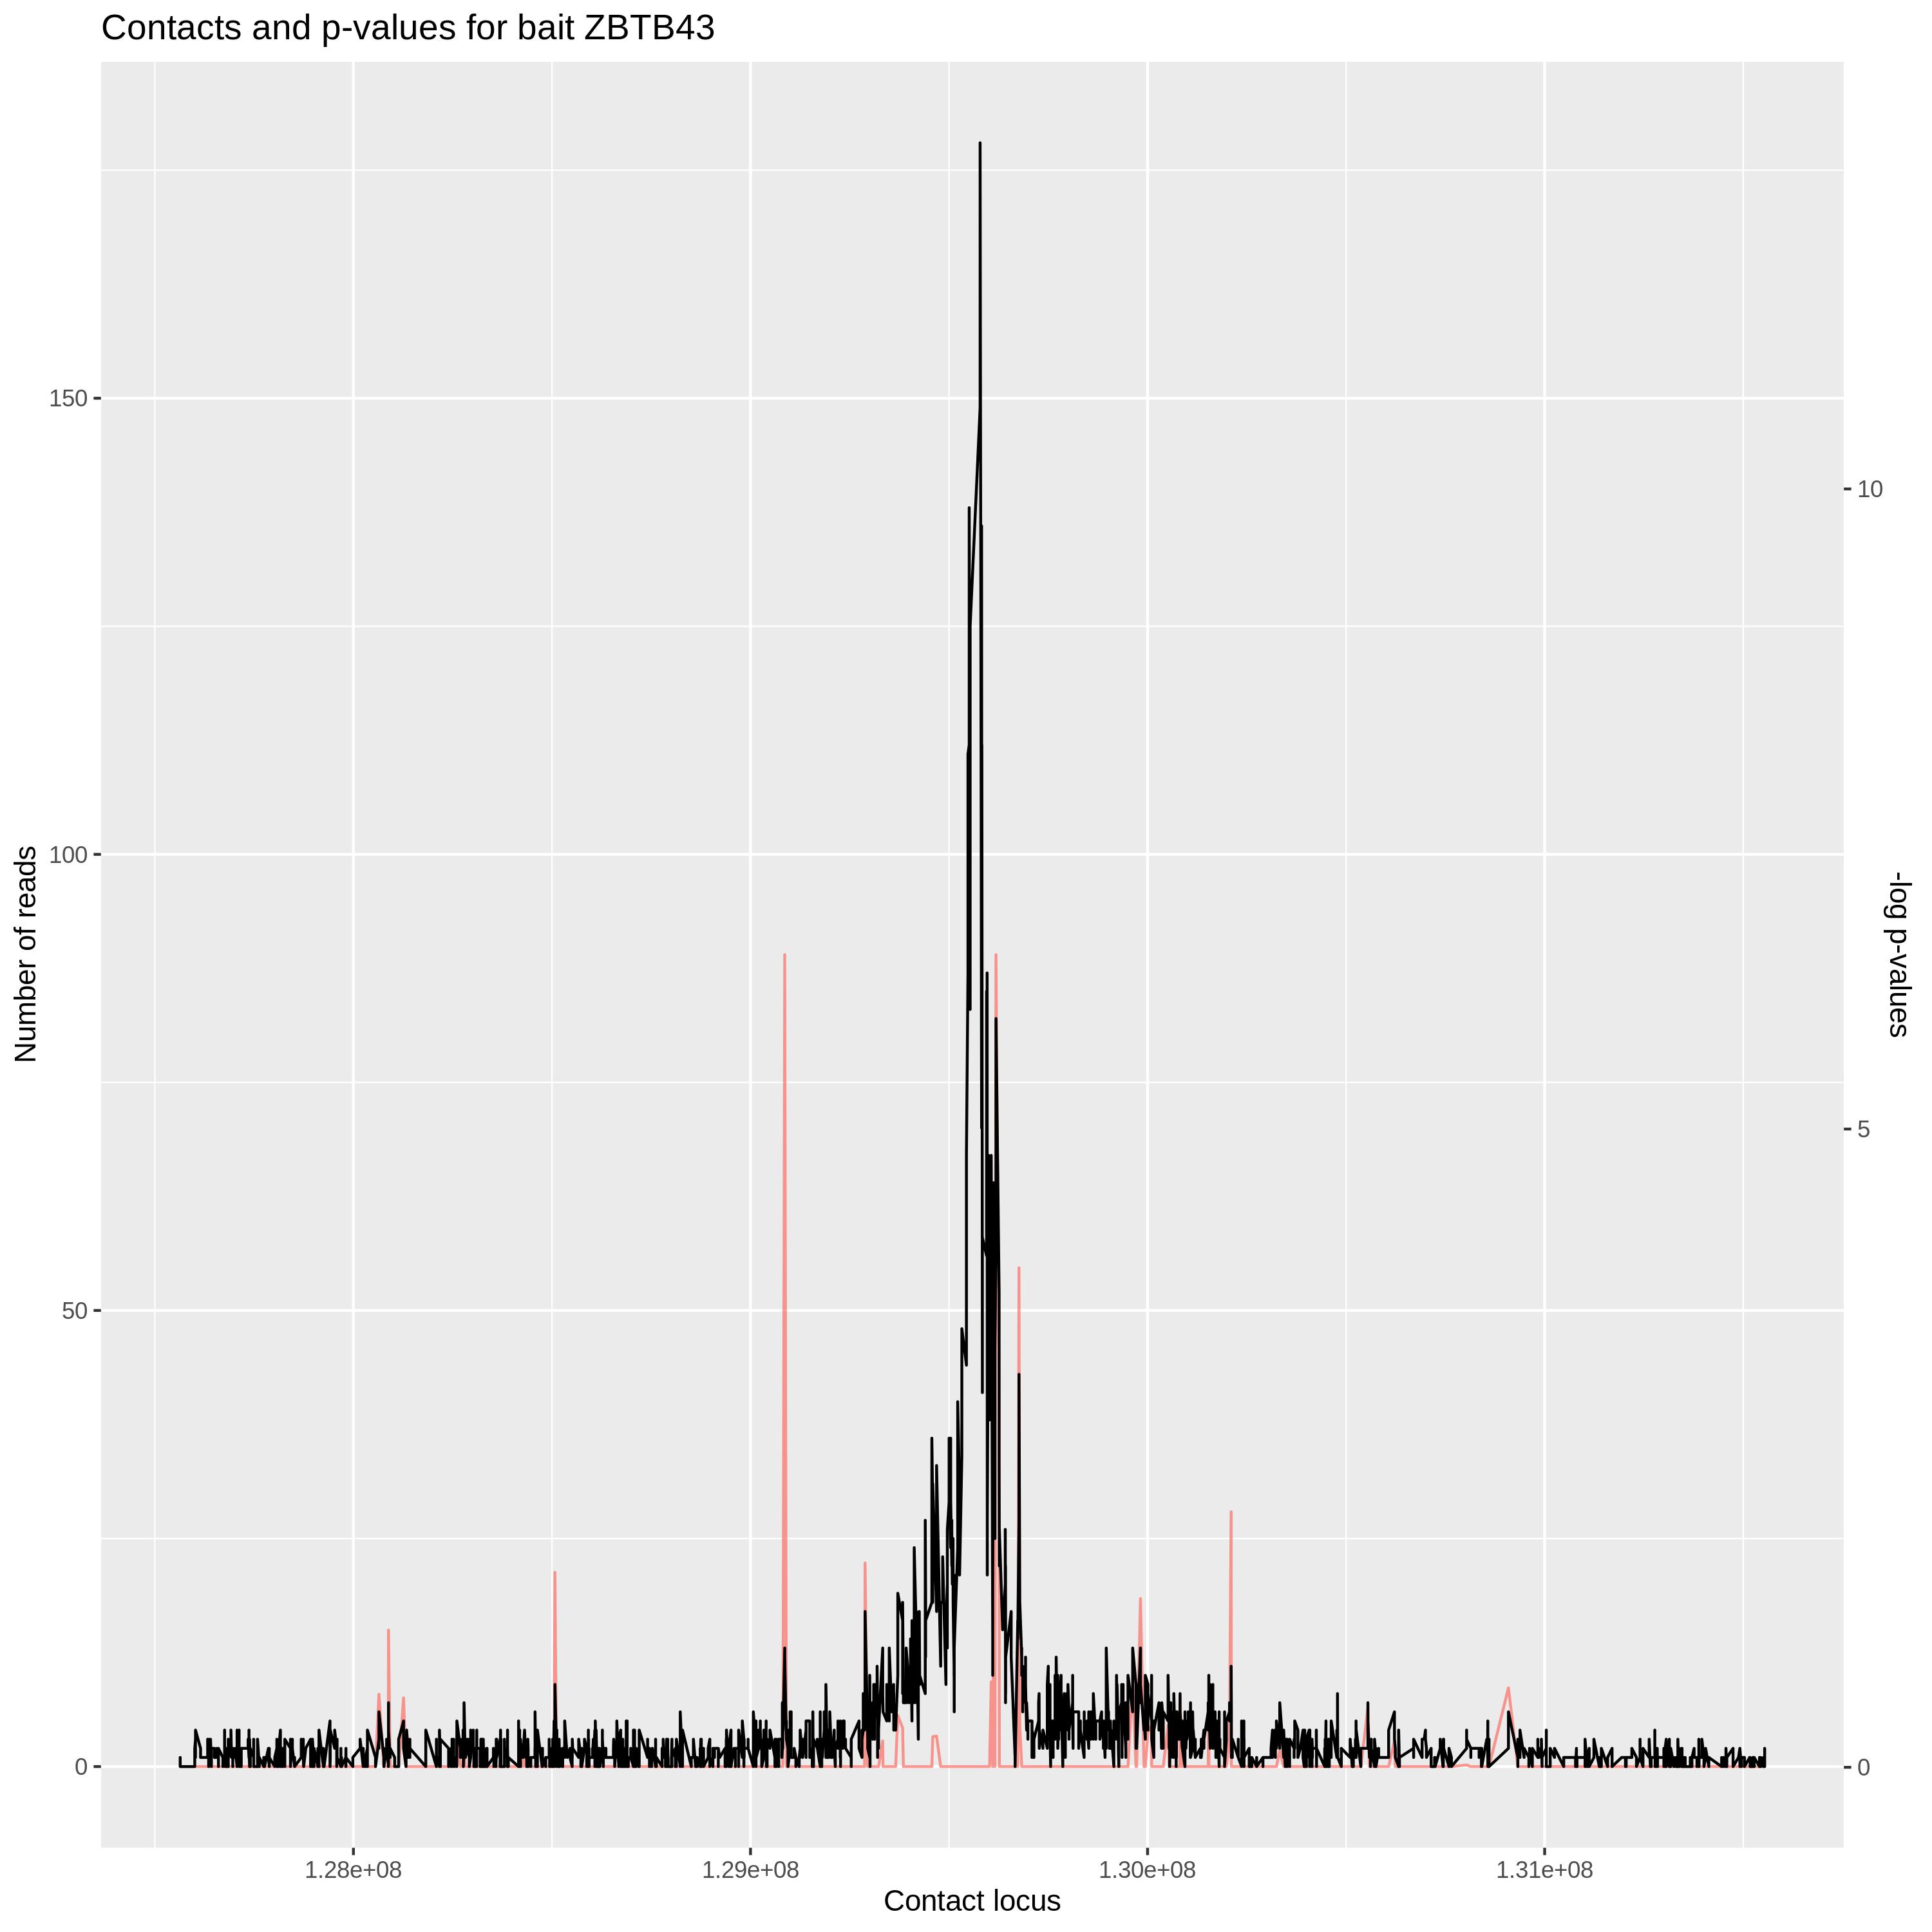 Contacts and p-values for bait ZBTB43
Number of reads
150
100
50
0
10
5
0
-log p-values
1.28e+08
1.29e+08
1.30e+08
1.31e+08
Contact locus